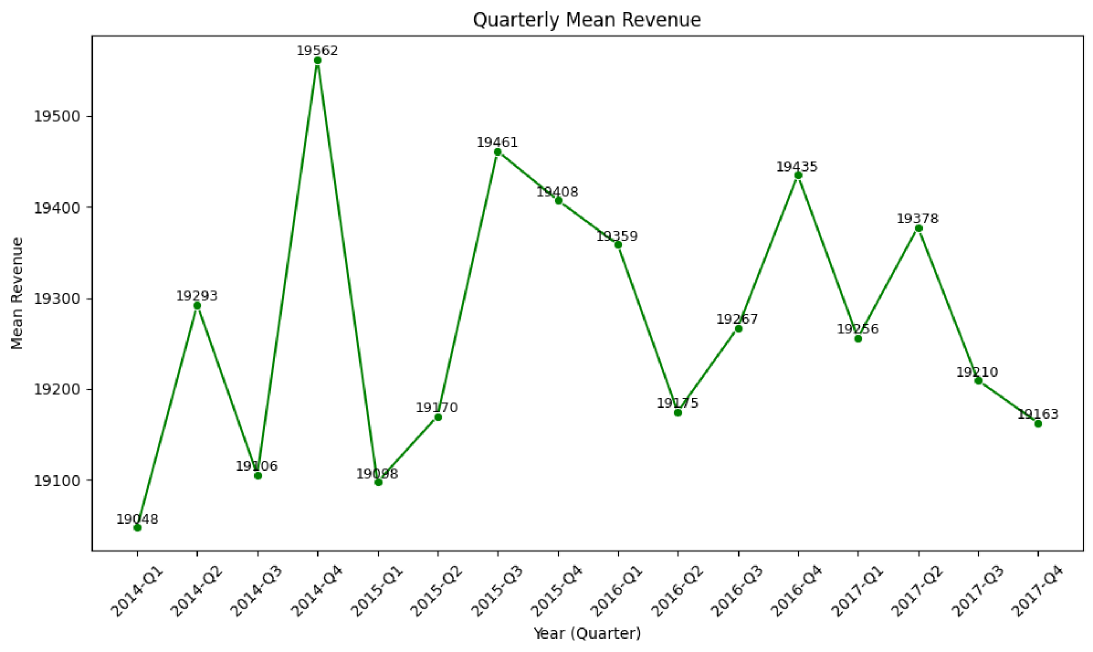 Quarterly Mean Revenue
Mean Revenue
19500
19400
19300
19200
19100
19048
19293
19106
19562
19098
19170
19461
19408
19359
19175
19267
19435
19256
19378
19210
19163
2014-Q1
2014-Q2
2014-Q3
2014-Q4
2015-Q1
2015-Q2
2015-Q3
2015-Q4
2016-Q1
2016-Q2
2016-Q3
2016-Q4
2017-Q1
2017-Q2
2017-Q3
2017-Q4
Year (Quarter)